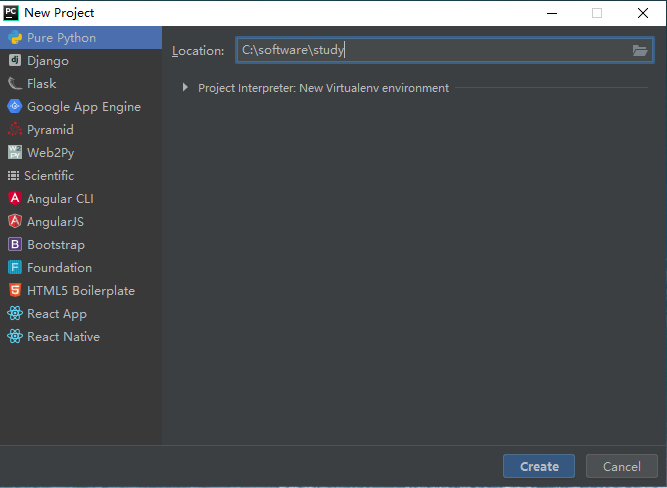 New Project
Pure Python
Django
Flask
Google App Engine
Pyramid
Web2Py
Scientific
Angular CLI
AngularJS
Bootstrap
Foundation
HTML5 Boilerplate
React App
React Native
Location: C:\software\study
Project Interpreter: New Virtualenv environment
Create Cancel